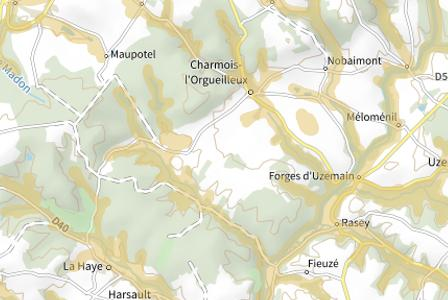 Maupotel
Charmois-
l'Orgueilleux
Nobaimont
Madon
D5
Méloménil
Uze
Forges d'Uzemain
D40
Rasey
La Haye
Fieuzé
Harsault